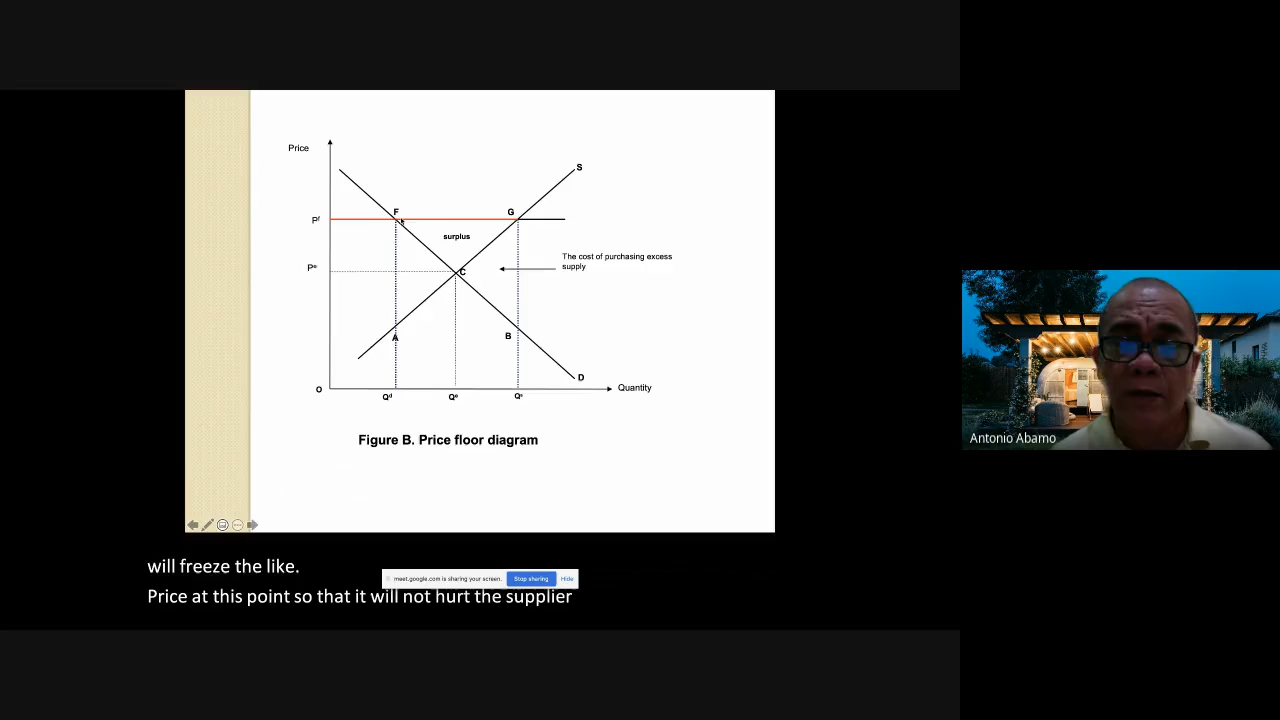 Price
S
F
G
Pᶠ
surplus
The cost of purchasing excess
supply
Pᵉ
C
A
B
D
O
Quantity
Qᵈ
Qᵉ
Qˢ
Figure B. Price floor diagram
Antonio Abamo
will freeze the like.
meet.google.com is sharing your screen.
Stop sharing
Hide
Price at this point so that it will not hurt the supplier